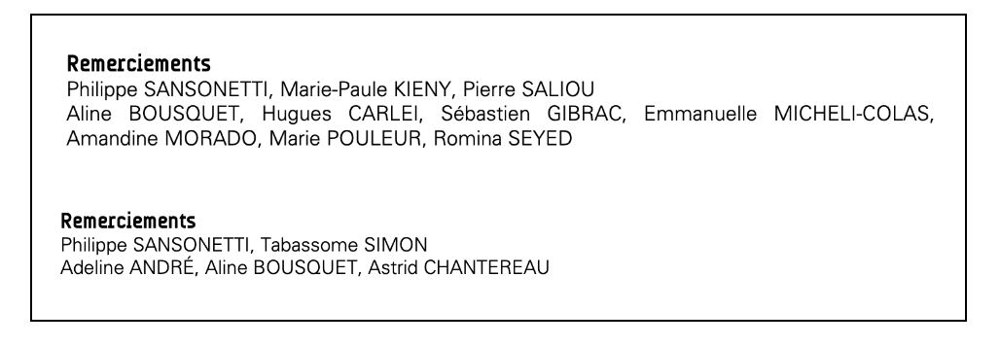 Remerciements
Philippe SANSONETTI, Marie-Paule KIENY, Pierre SALIOU
Aline BOUSQUET, Hugues CARLEI, Sébastien GIBRAC, Emmanuelle MICHELI-COLAS,
Amandine MORADO, Marie POULEUR, Romina SEYED
Remerciements
Philippe SANSONETTI, Tabassome SIMON
Adeline ANDRÉ, Aline BOUSQUET, Astrid CHANTEREAU